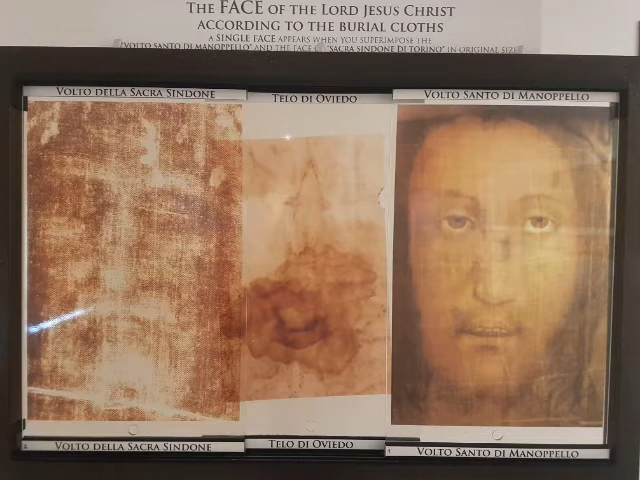 The FACE of the Lord Jesus Christ
according to the burial cloths
a single face appears when you superimpose the
"Volto Santo di Manoppello" and the face "Sacra Sindone di Torino" in original size
Volto della Sacra Sindone
Telo di Oviedo
Volto Santo di Manoppello
Volto della Sacra Sindone
Telo di Oviedo
Volto Santo di Manoppello